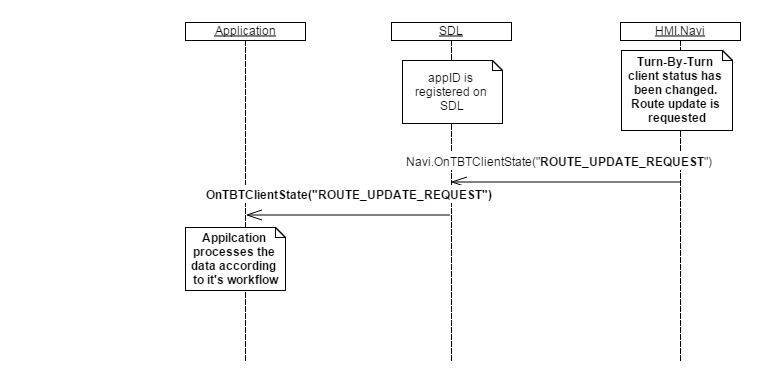 Application
SDL
HMI.Navi
appID is
registered on
SDL
Turn-By-Turn
client status has
been changed.
Route update is
requested
Navi.OnTBTClientState("ROUTE_UPDATE_REQUEST")
OnTBTClientState("ROUTE_UPDATE_REQUEST")
Appilcation
processes the
data according
to it's workflow